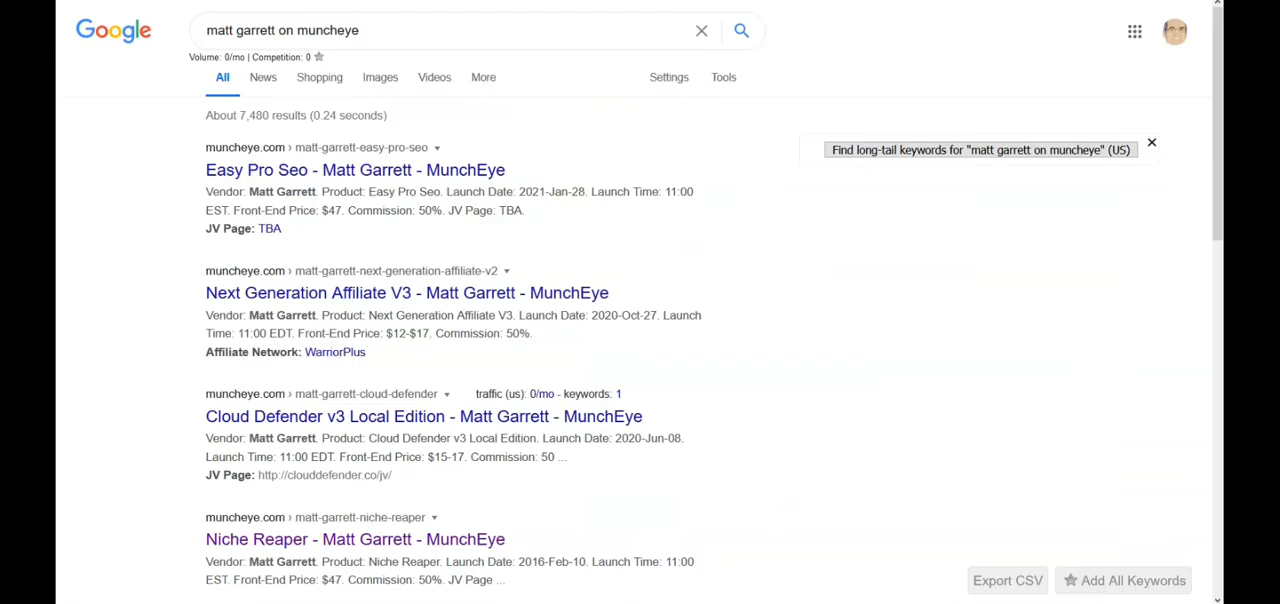 Google
matt garrett on muncheye
Volume: 0/mo | Competition: 0
All News Shopping Images Videos More Settings Tools
About 7,480 results (0.24 seconds)
Find long-tail keywords for "matt garrett on muncheye" (US)
muncheye.com › matt-garrett-easy-pro-seo
Easy Pro Seo - Matt Garrett - MunchEye
Vendor: Matt Garrett. Product: Easy Pro Seo. Launch Date: 2021-Jan-28. Launch Time: 11:00
EST. Front-End Price: $47. Commission: 50%. JV Page: TBA.
JV Page: TBA
muncheye.com › matt-garrett-next-generation-affiliate-v2
Next Generation Affiliate V3 - Matt Garrett - MunchEye
Vendor: Matt Garrett. Product: Next Generation Affiliate V3. Launch Date: 2020-Oct-27. Launch
Time: 11:00 EDT. Front-End Price: $12-$17. Commission: 50%.
Affiliate Network: WarriorPlus
muncheye.com › matt-garrett-cloud-defender traffic (us): 0/mo - keywords: 1
Cloud Defender v3 Local Edition - Matt Garrett - MunchEye
Vendor: Matt Garrett. Product: Cloud Defender v3 Local Edition. Launch Date: 2020-Jun-08.
Launch Time: 11:00 EDT. Front-End Price: $15-17. Commission: 50 ...
JV Page: http://clouddefender.co/jv/
muncheye.com › matt-garrett-niche-reaper
Niche Reaper - Matt Garrett - MunchEye
Vendor: Matt Garrett. Product: Niche Reaper. Launch Date: 2016-Feb-10. Launch Time: 11:00
EST. Front-End Price: $47. Commission: 50%. JV Page ...
Export CSV Add All Keywords